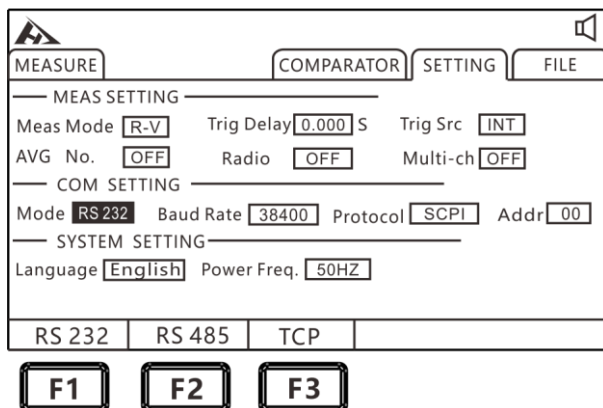 MEASURE COMPARATOR SETTING FILE
MEAS SETTING
Meas Mode R-V Trig Delay 0.000 S Trig Src INT
AVG No. OFF Radio OFF Multi-ch OFF
COM SETTING
Mode RS 232 Baud Rate 38400 Protocol SCPI Addr 00
SYSTEM SETTING
Language English Power Freq. 50HZ
RS 232 RS 485 TCP
F1 F2 F3